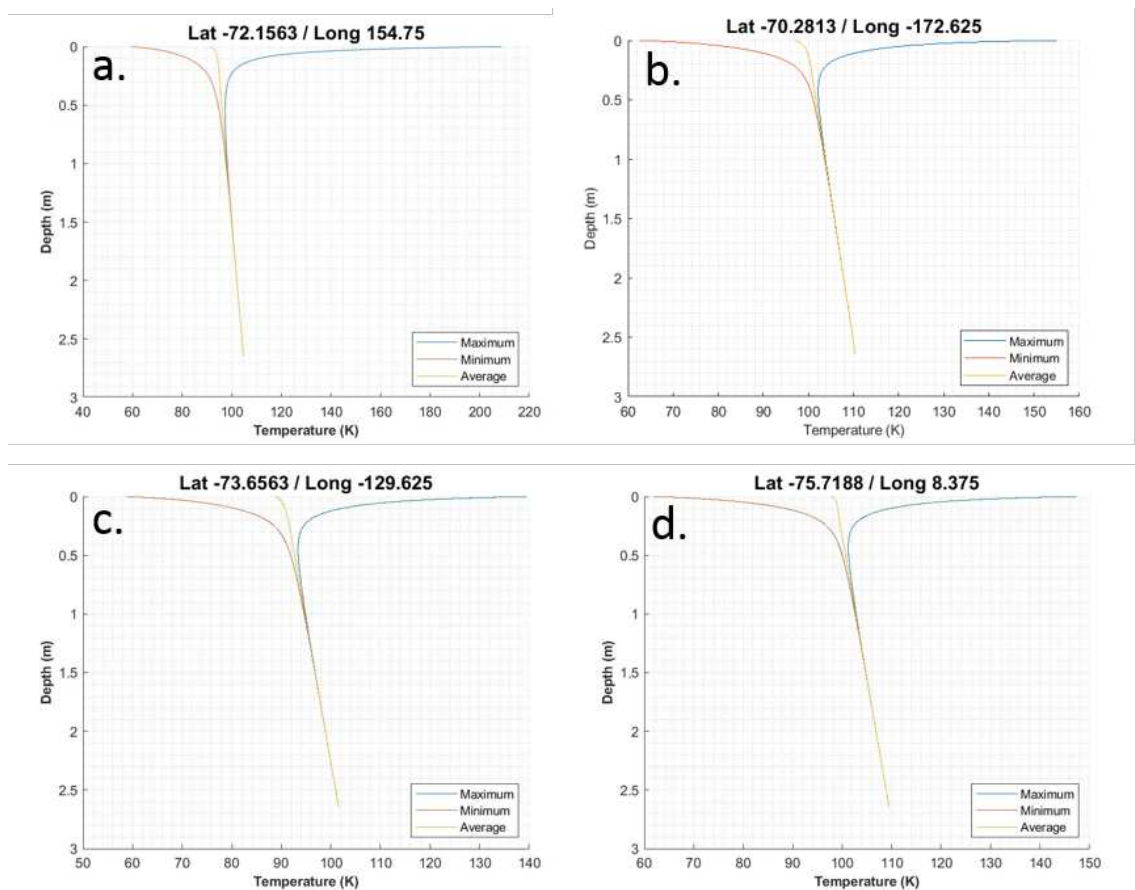 Lat -72.1563 / Long 154.75
a.
0
0.5
1
1.5
2
2.5
3
Depth (m)
40 60 80 100 120 140 160 180 200 220
Temperature (K)
Maximum
Minimum
Average
Lat -70.2813 / Long -172.625
b.
0
0.5
1
1.5
2
2.5
3
Depth (m)
60 70 80 90 100 110 120 130 140 150 160
Temperature (K)
Maximum
Minimum
Average
Lat -73.6563 / Long -129.625
c.
0
0.5
1
1.5
2
2.5
3
Depth (m)
50 60 70 80 90 100 110 120 130 140
Temperature (K)
Maximum
Minimum
Average
Lat -75.7188 / Long 8.375
d.
0
0.5
1
1.5
2
2.5
3
Depth (m)
60 70 80 90 100 110 120 130 140 150
Temperature (K)
Maximum
Minimum
Average